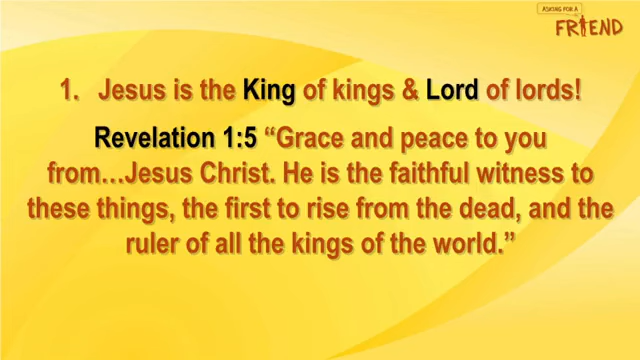 ASKING FOR A
FRIEND
1. Jesus is the King of kings & Lord of lords!
Revelation 1:5 “Grace and peace to you
from…Jesus Christ. He is the faithful witness to
these things, the first to rise from the dead, and the
ruler of all the kings of the world.”